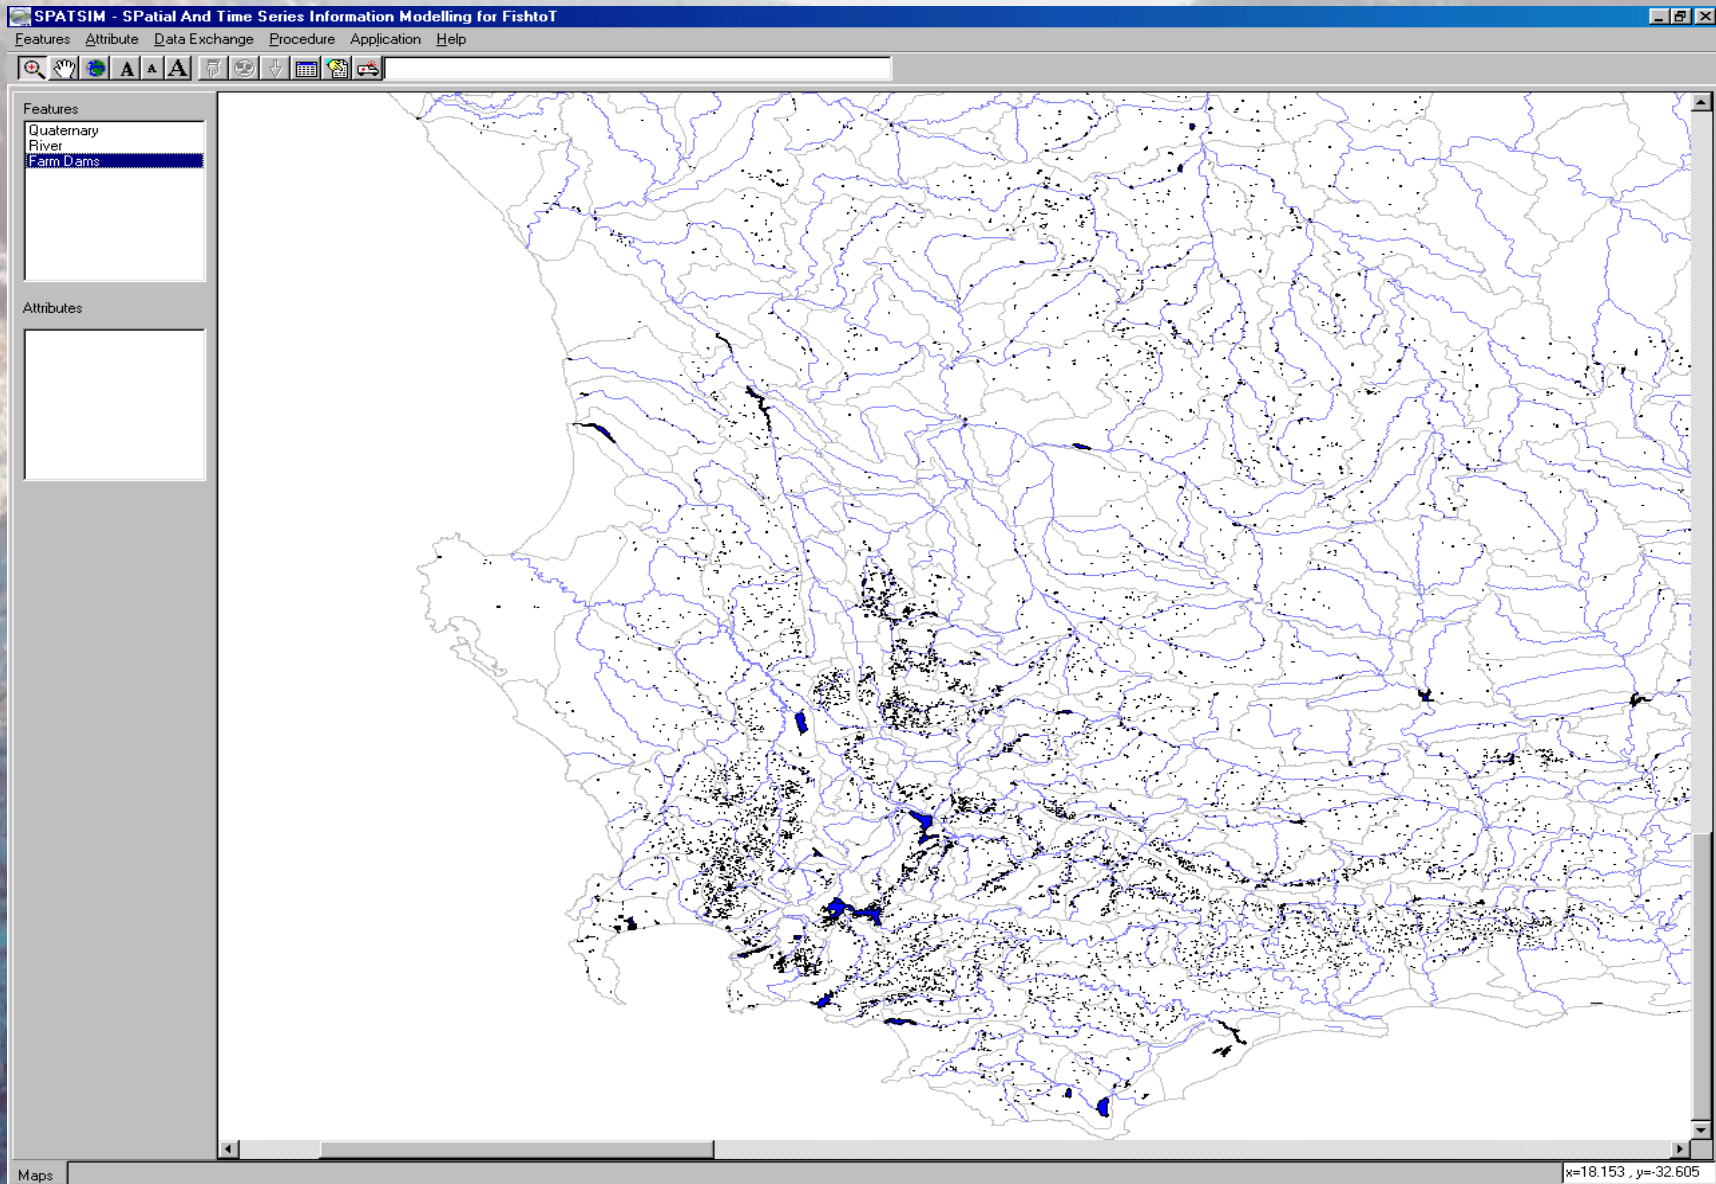 SPATSIM - SPatial And Time Series Information Modelling for FishtoT
Features Attribute Data Exchange Procedure Application Help
A A A
Features
Quaternary
River
Farm Dams
Attributes
Maps
x=18.153 , y=-32.605